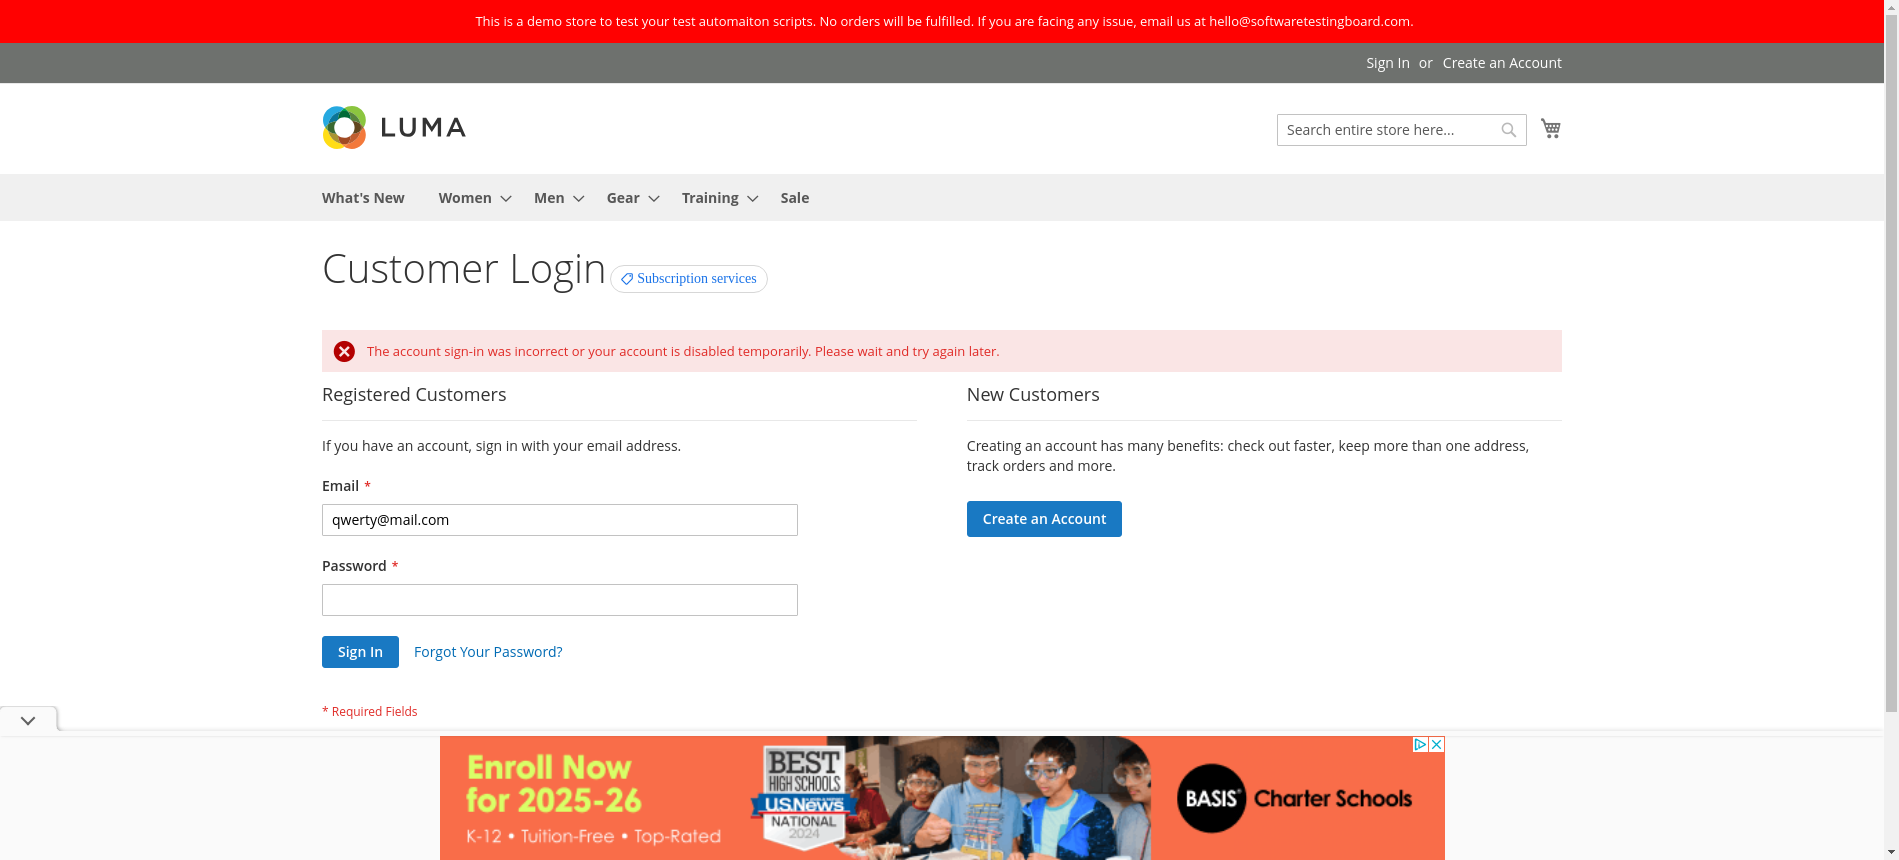 This is a demo store to test your test automaiton scripts. No orders will be fulfilled. If you are facing any issue, email us at hello@softwaretestingboard.com.
Sign In or Create an Account
LUMA
Search entire store here...
What's New Women Men Gear Training Sale
Customer Login
Subscription services
The account sign-in was incorrect or your account is disabled temporarily. Please wait and try again later.
Registered Customers
If you have an account, sign in with your email address.
Email *
qwerty@mail.com
Password *
Sign In Forgot Your Password?
* Required Fields
New Customers
Creating an account has many benefits: check out faster, keep more than one address,
track orders and more.
Create an Account
Enroll Now
for 2025-26
K-12 • Tuition-Free • Top-Rated
BEST
HIGH SCHOOLS
U.S.News
NATIONAL
2024
BASIS® Charter Schools